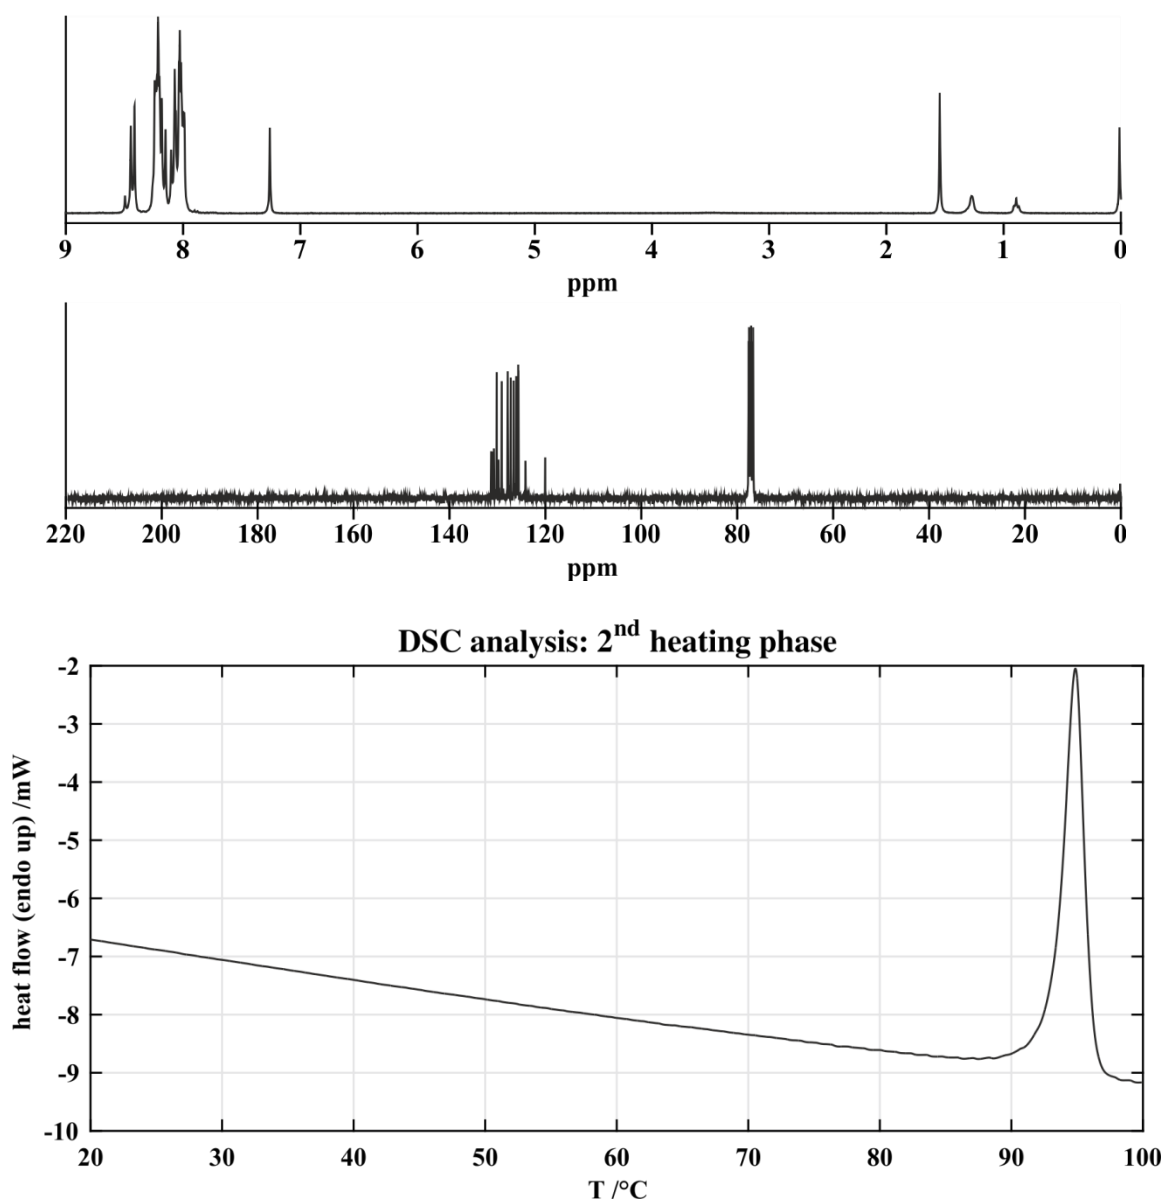 9 8 7 6 5 4 3 2 1 0
ppm
220 200 180 160 140 120 100 80 60 40 20 0
ppm
DSC analysis: 2nd heating phase
-2
-3
-4
-5
-6
-7
-8
-9
-10
heat flow (endo up) /mW
20 30 40 50 60 70 80 90 100
T /°C